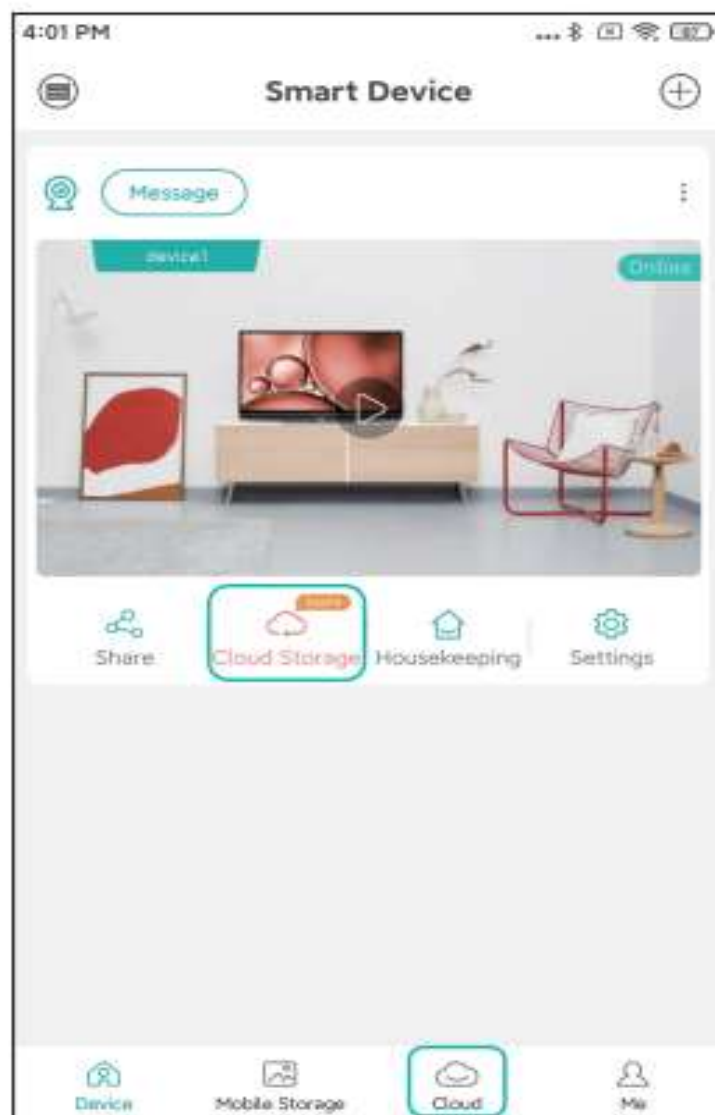 4:01 PM
Smart Device
Message
device1
Online
Share
Cloud Storage
Housekeeping
Settings
Device
Mobile Storage
Cloud
Me